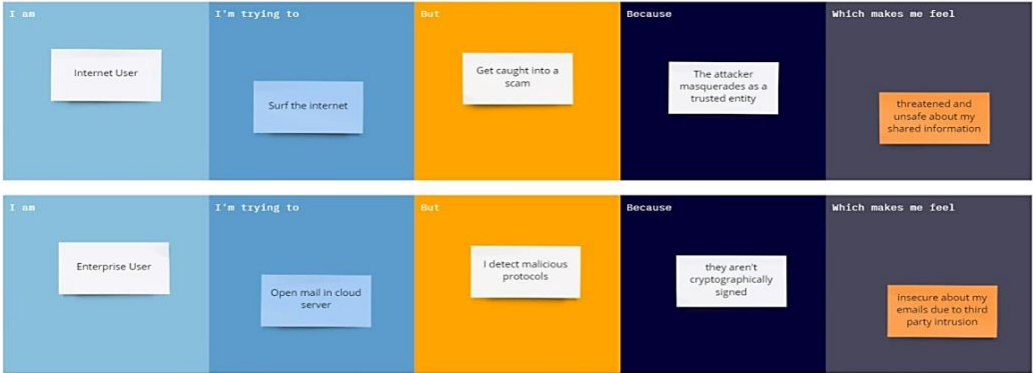 I am
I'm trying to
But
Because
Which makes me feel
Internet User
Surf the internet
Get caught into a
scam
The attacker
masquerades as a
trusted entity
threatened and
unsafe about my
shared information
I am
I'm trying to
But
Because
Which makes me feel
Enterprise User
Open mail in cloud
server
I detect malicious
protocols
they aren't
cryptographically
signed
insecure about my
emails due to third
party intrusion